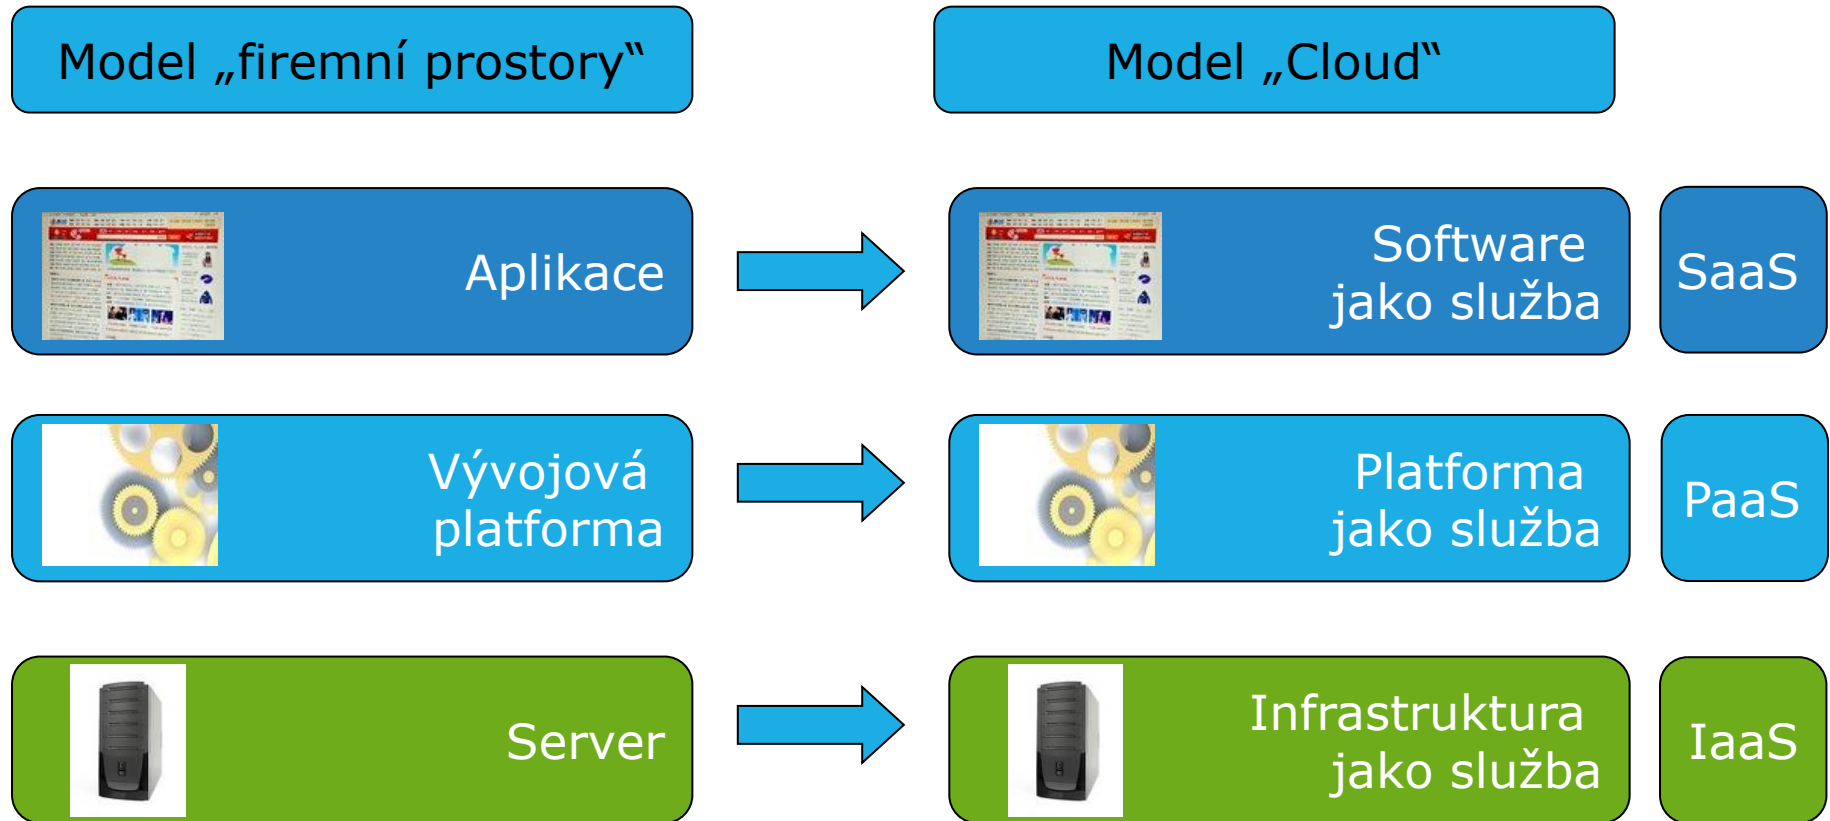 Model „firemní prostory“
Model „Cloud“
Aplikace
Software
jako služba
SaaS
Vývojová
platforma
Platforma
jako služba
PaaS
Server
Infrastruktura
jako služba
IaaS